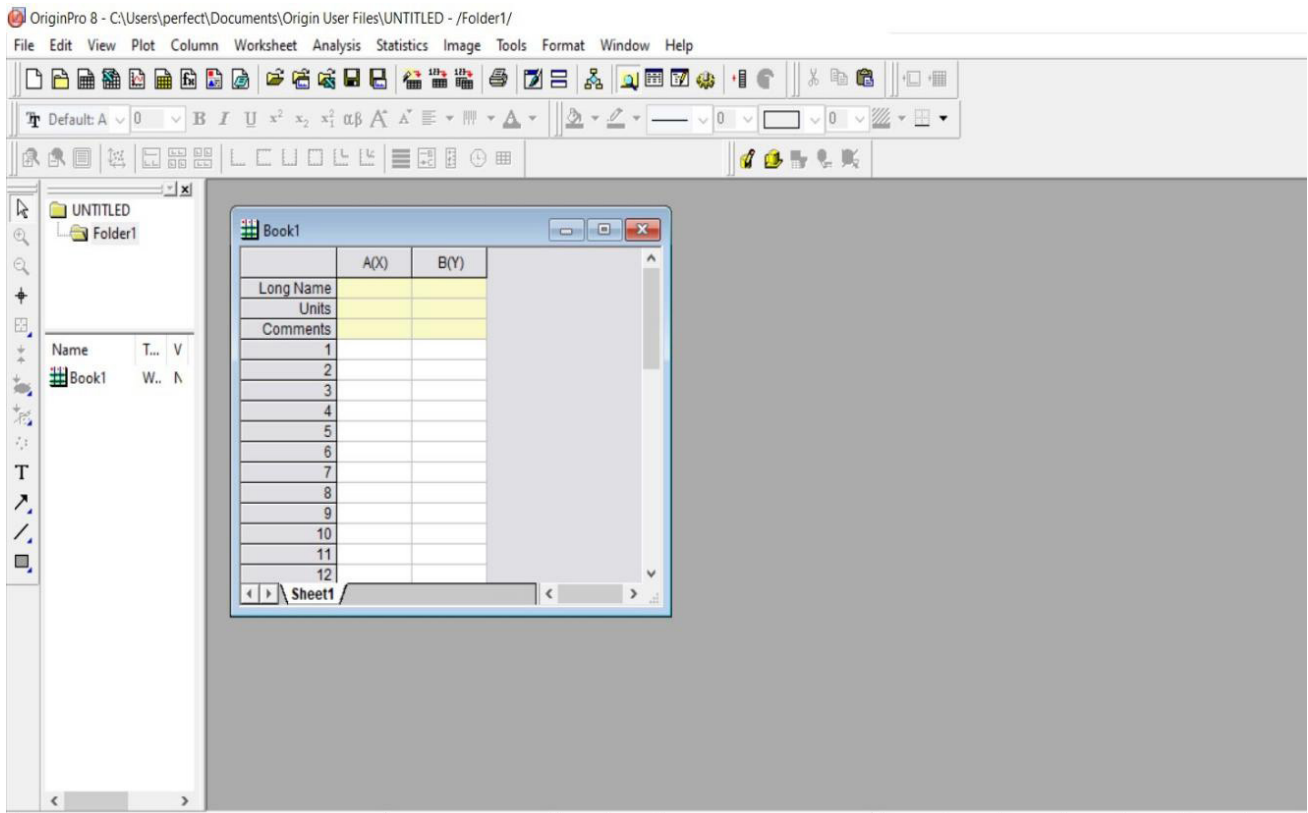 OriginPro 8 - C:\Users\perfect\Documents\Origin User Files\UNTITLED - /Folder1/
File Edit View Plot Column Worksheet Analysis Statistics Image Tools Format Window Help
Default: A 0 B I U x² x₂ αβ A A A 0 0
UNTITLED
Folder1
Name T... V
Book1 W.. N
T
Book1
A(X) B(Y)
Long Name
Units
Comments
1
2
3
4
5
6
7
8
9
10
11
12
Sheet1